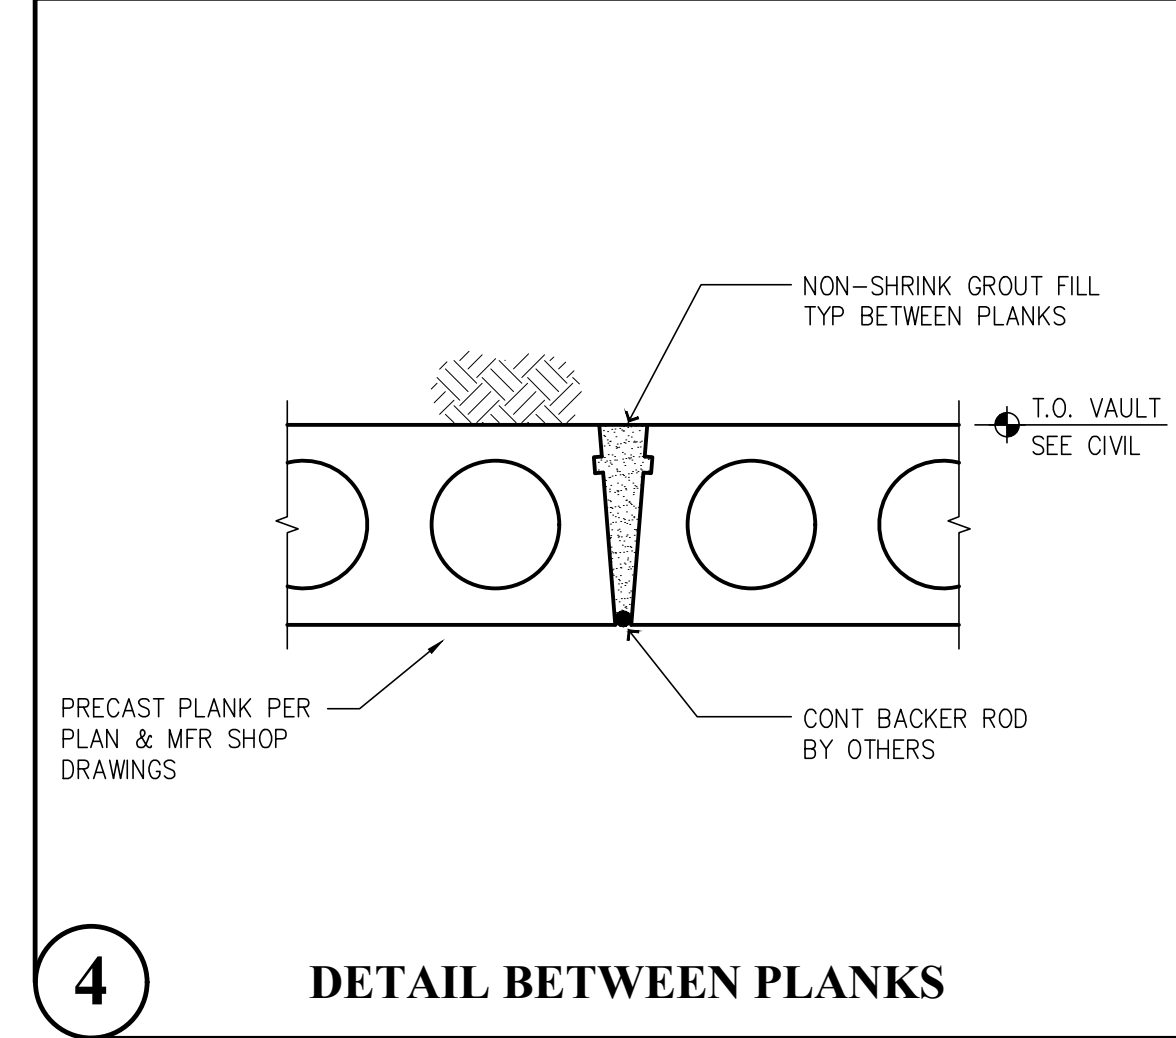 NON-SHRINK GROUT FILL
TYP BETWEEN PLANKS
T.O. VAULT
SEE CIVIL
PRECAST PLANK PER
PLAN & MFR SHOP
DRAWINGS
CONT BACKER ROD
BY OTHERS
4
DETAIL BETWEEN PLANKS